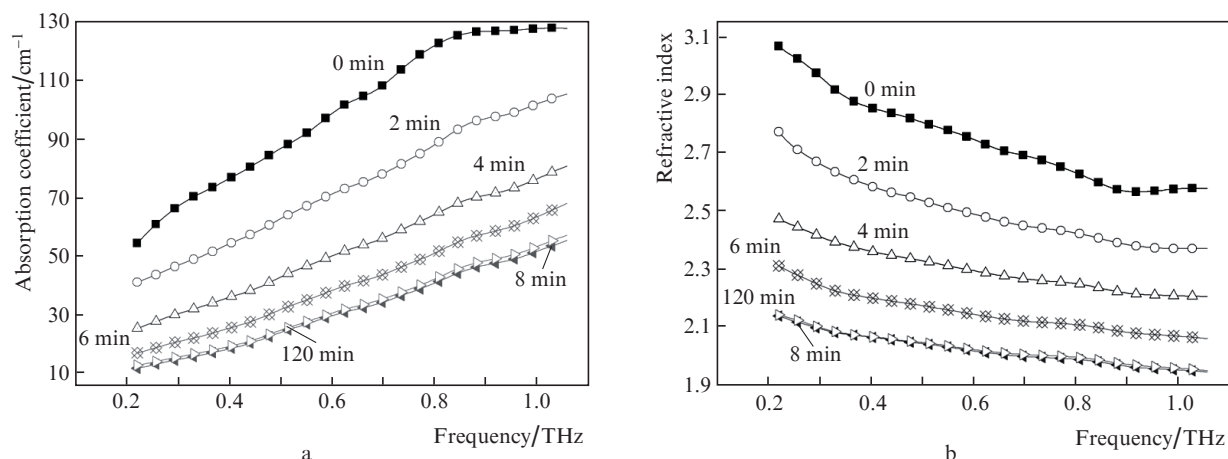 Absorption coefficient/cm⁻¹
130
110
90
70
50
30
10
0 min
2 min
4 min
6 min
120 min
8 min
0.2 0.4 0.6 0.8 1.0
Frequency/THz
a
Refractive index
3.1
2.9
2.7
2.5
2.3
2.1
1.9
0 min
2 min
4 min
6 min
120 min
8 min
0.2 0.4 0.6 0.8 1.0
Frequency/THz
b